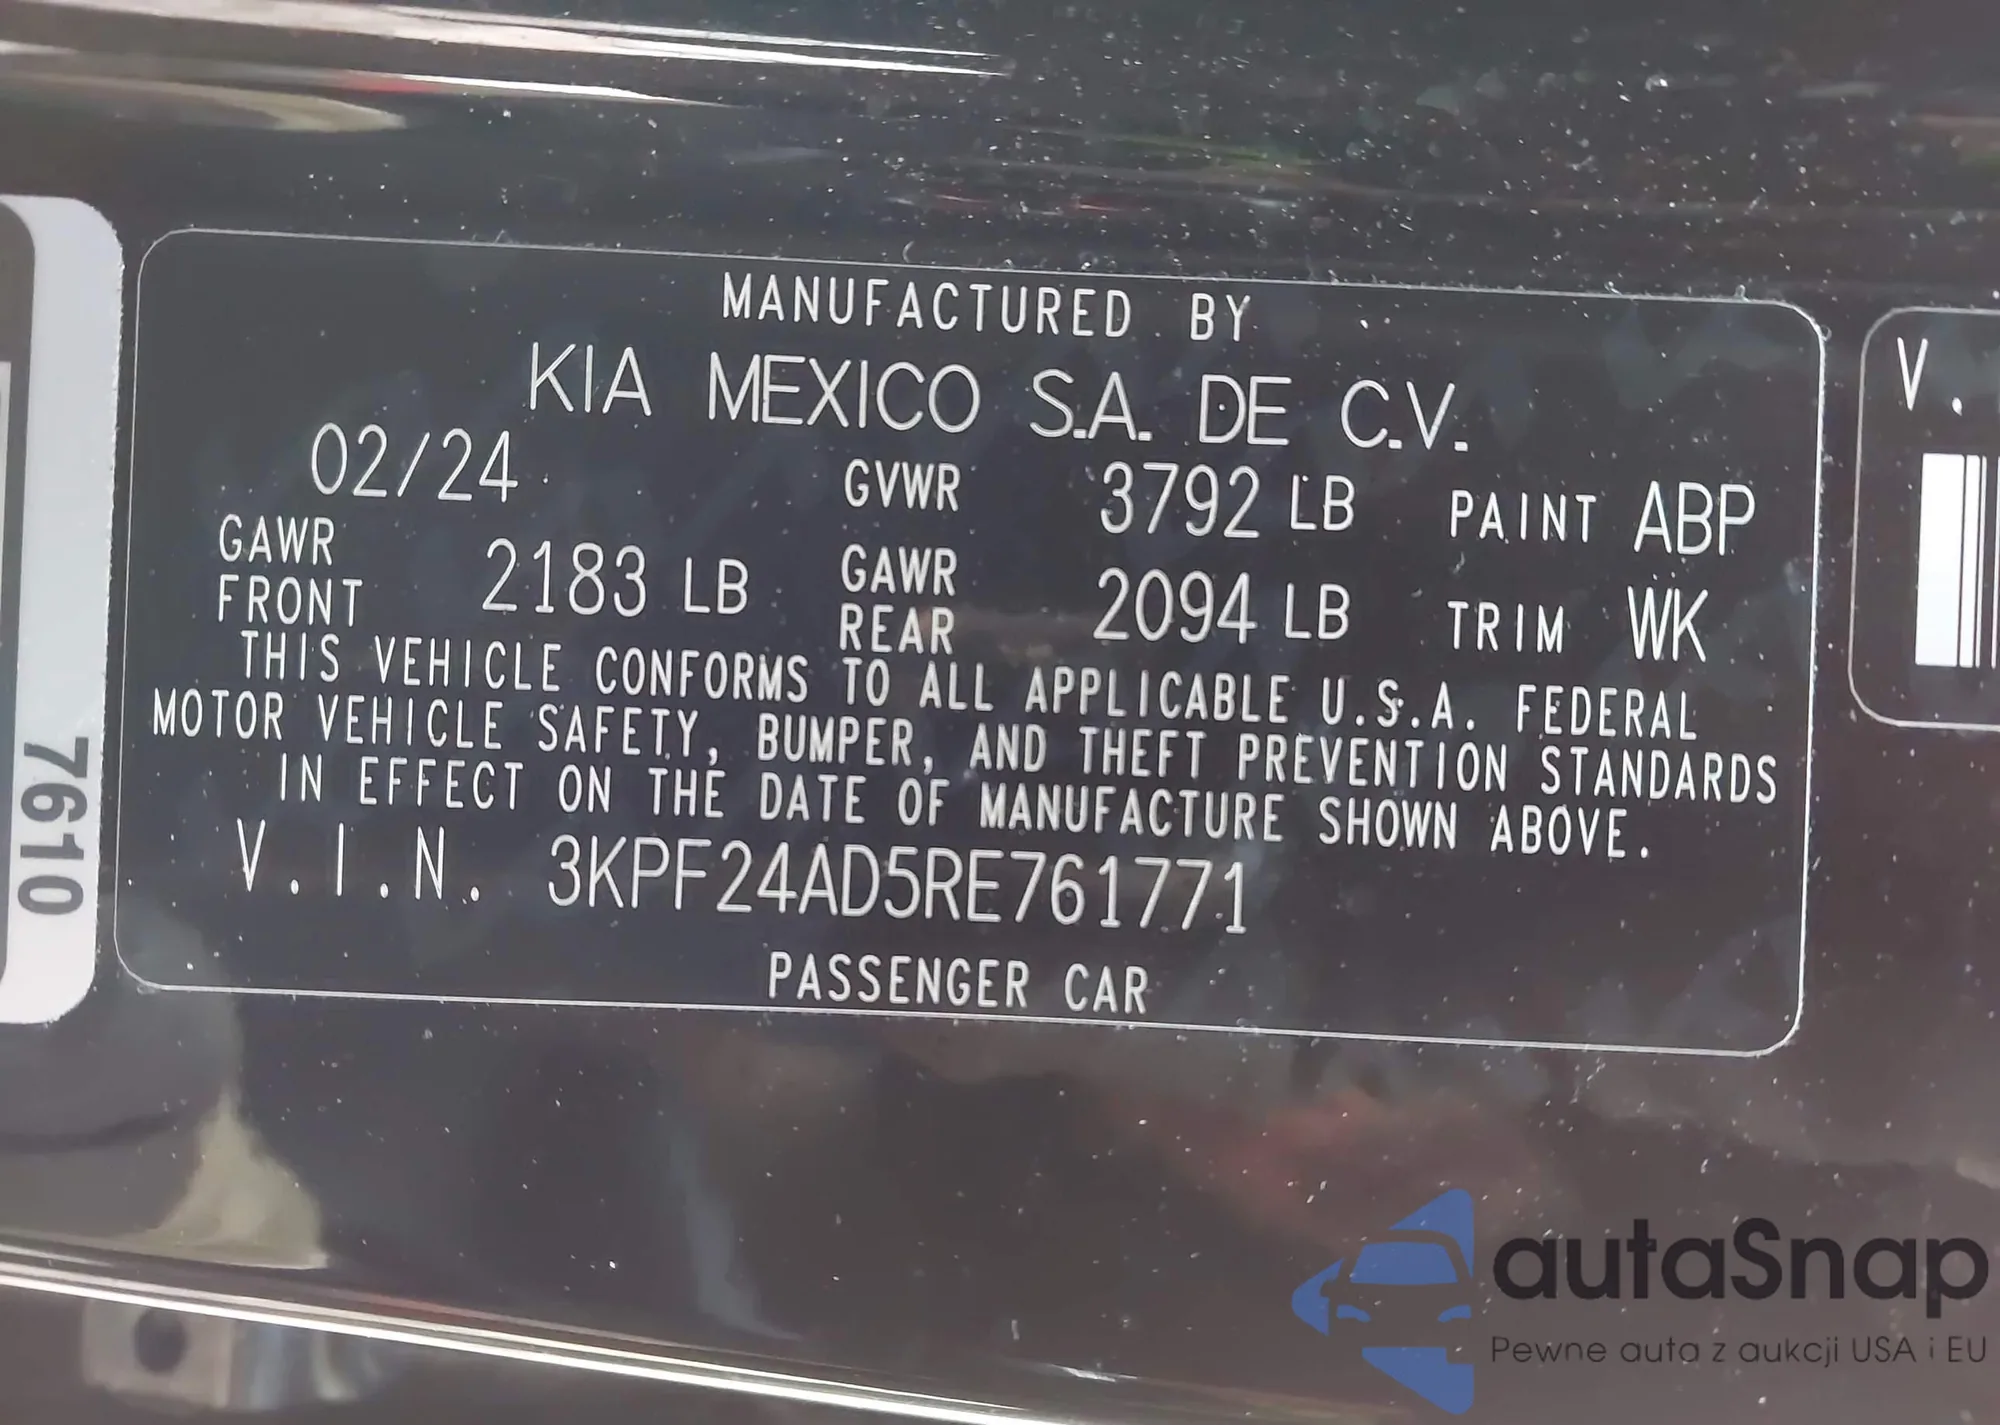 MANUFACTURED BY
KIA MEXICO S.A. DE C.V.
02/24 GVWR 3792 LB PAINT ABP
GAWR FRONT 2183 LB GAWR REAR 2094 LB TRIM WK
THIS VEHICLE CONFORMS TO ALL APPLICABLE U.S.A. FEDERAL
MOTOR VEHICLE SAFETY, BUMPER, AND THEFT PREVENTION STANDARDS
IN EFFECT ON THE DATE OF MANUFACTURE SHOWN ABOVE.
V.I.N. 3KPF24AD5RE761771
PASSENGER CAR
7610
V.
autaSnap
Pewne auta z aukcji USA i EU